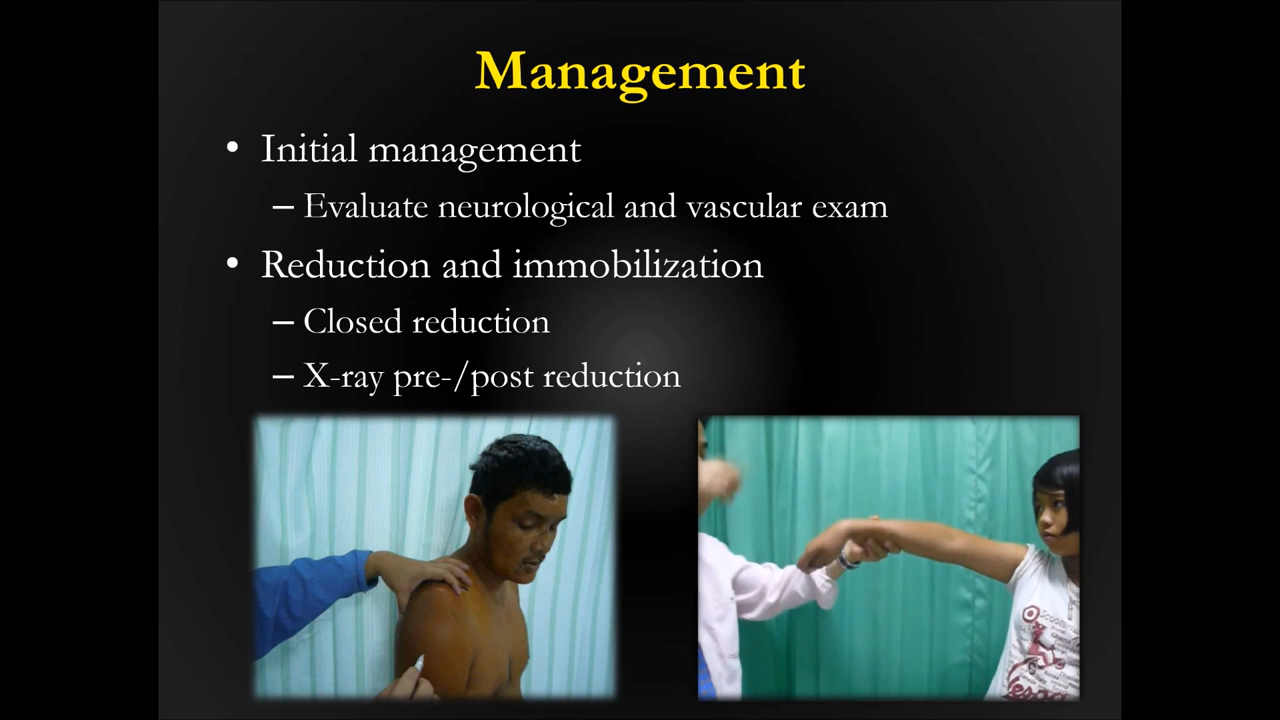 Management
• Initial management
– Evaluate neurological and vascular exam
• Reduction and immobilization
– Closed reduction
– X-ray pre-/post reduction